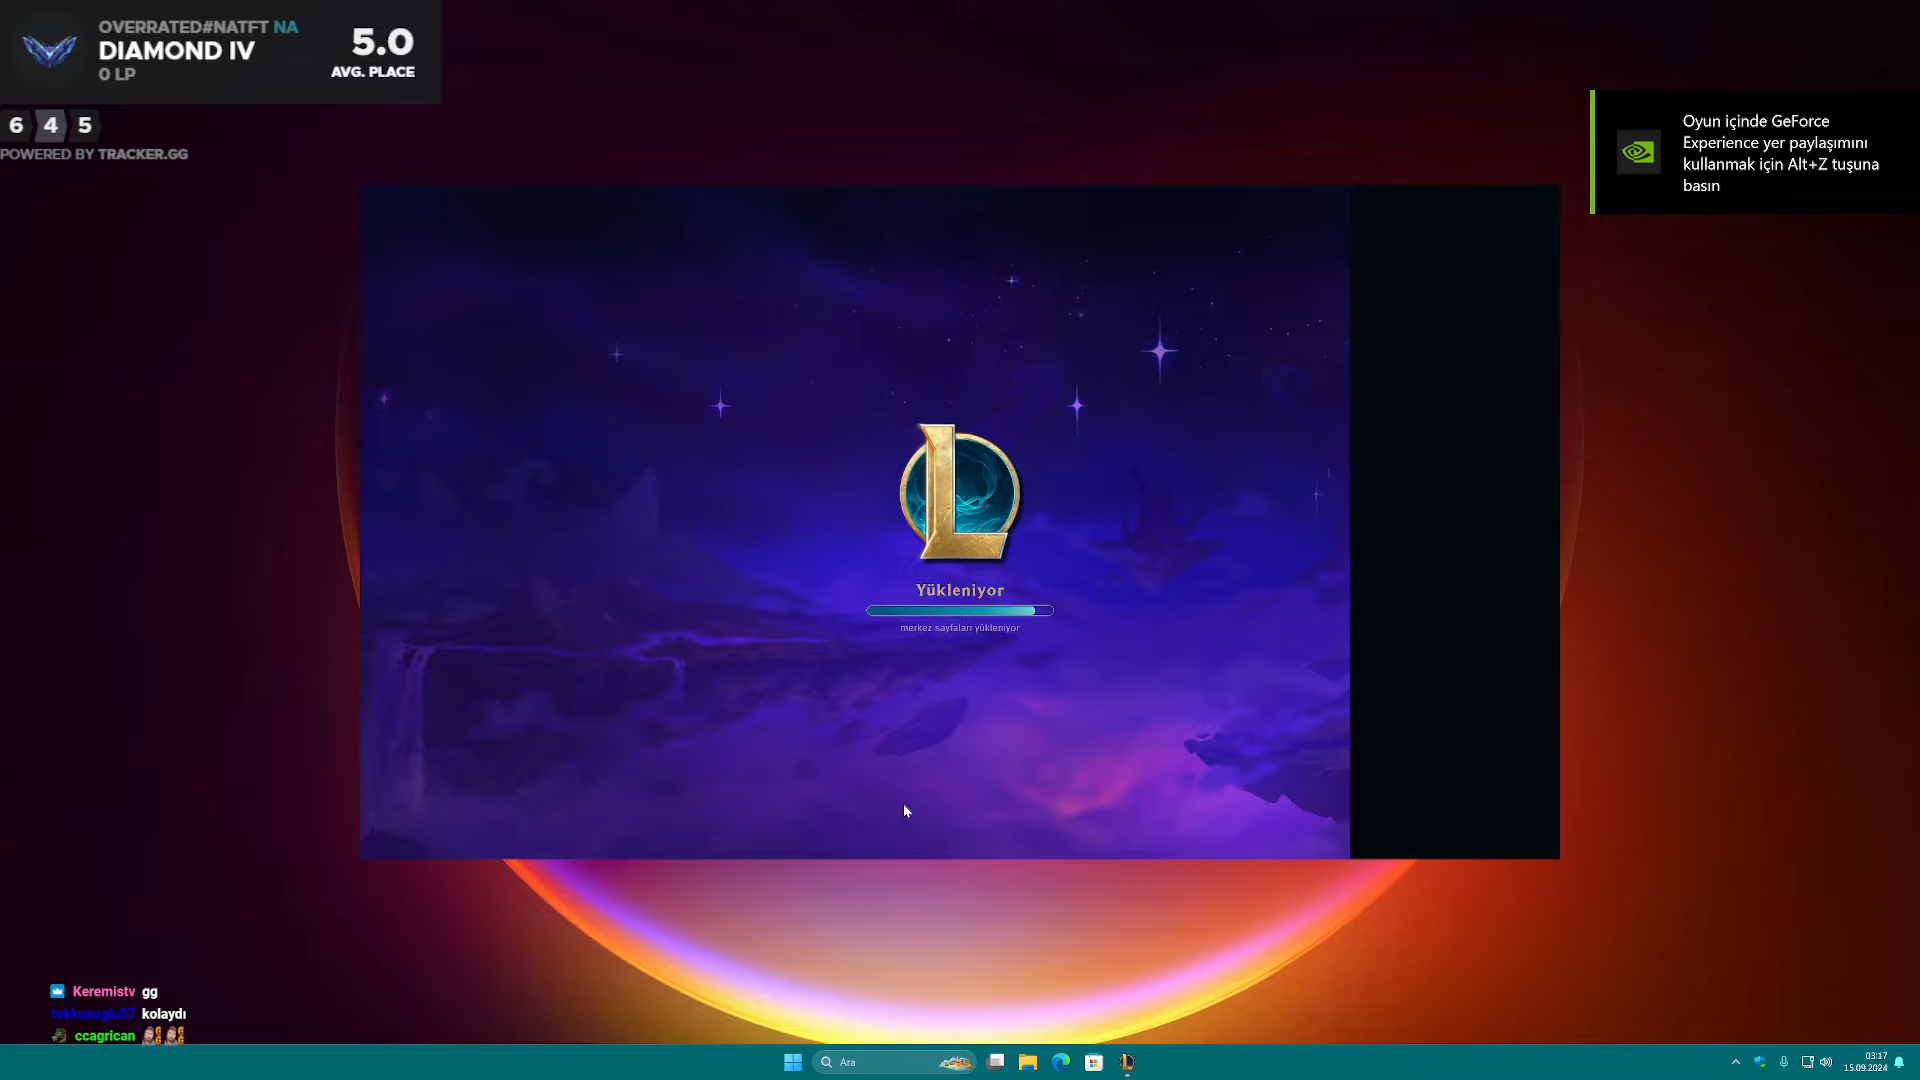 OVERRATED#NATFT NA
DIAMOND IV
0 LP
5.0
AVG. PLACE
6 4 5
POWERED BY TRACKER.GG
Oyun içinde GeForce
Experience yer paylaşımını
kullanmak için Alt+Z tuşuna
basın
Yükleniyor
merkez sayfaları yükleniyor
Keremistv gg
kolaydı
ccagrican
Ara
03:17
15.09.2024